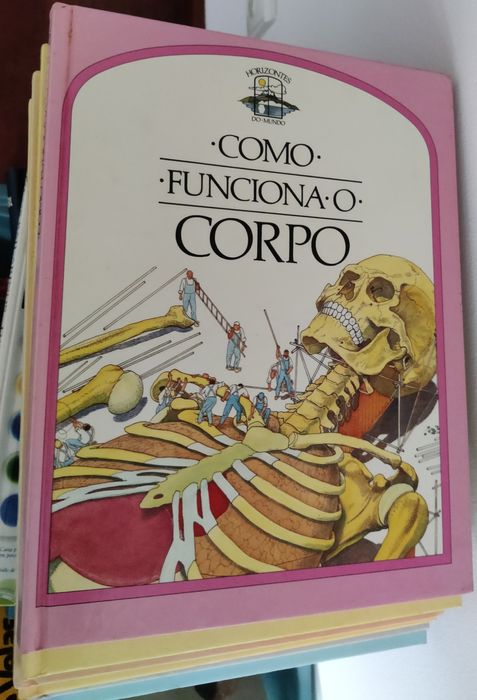 HORIZONTES
DO·MUNDO
·COMO·
·FUNCIONA·O·
CORPO